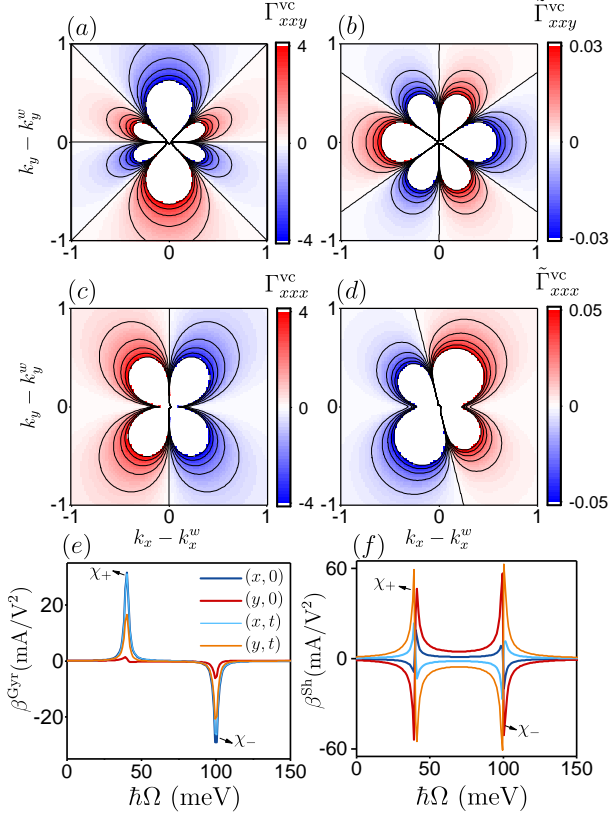 (a) Γ^vc_xxy
(b) Γ̃^vc_xxy
1
0
-1
k_y − k_y^w
-1 0 1
4
0
-4
1
0
-1
-1 0 1
0.03
0
-0.03
(c) Γ^vc_xxx
(d) Γ̃^vc_xxx
1
0
-1
k_y − k_y^w
-1 0 1
k_x − k_x^w
4
0
-4
1
0
-1
-1 0 1
k_x − k_x^w
0.05
0
-0.05
(e)
(f)
β^Gyr(mA/V²)
20
0
-20
χ₊
χ₋
(x, 0)
(y, 0)
(x, t)
(y, t)
0 50 100 150
ℏΩ (meV)
β^Sh(mA/V²)
60
0
-60
χ₊
χ₋
0 50 100 150
ℏΩ (meV)